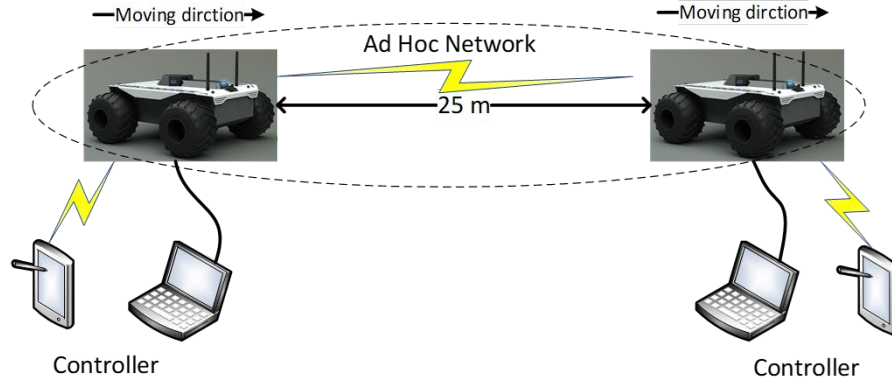 Moving dirction
Moving dirction
Ad Hoc Network
25 m
Controller
Controller